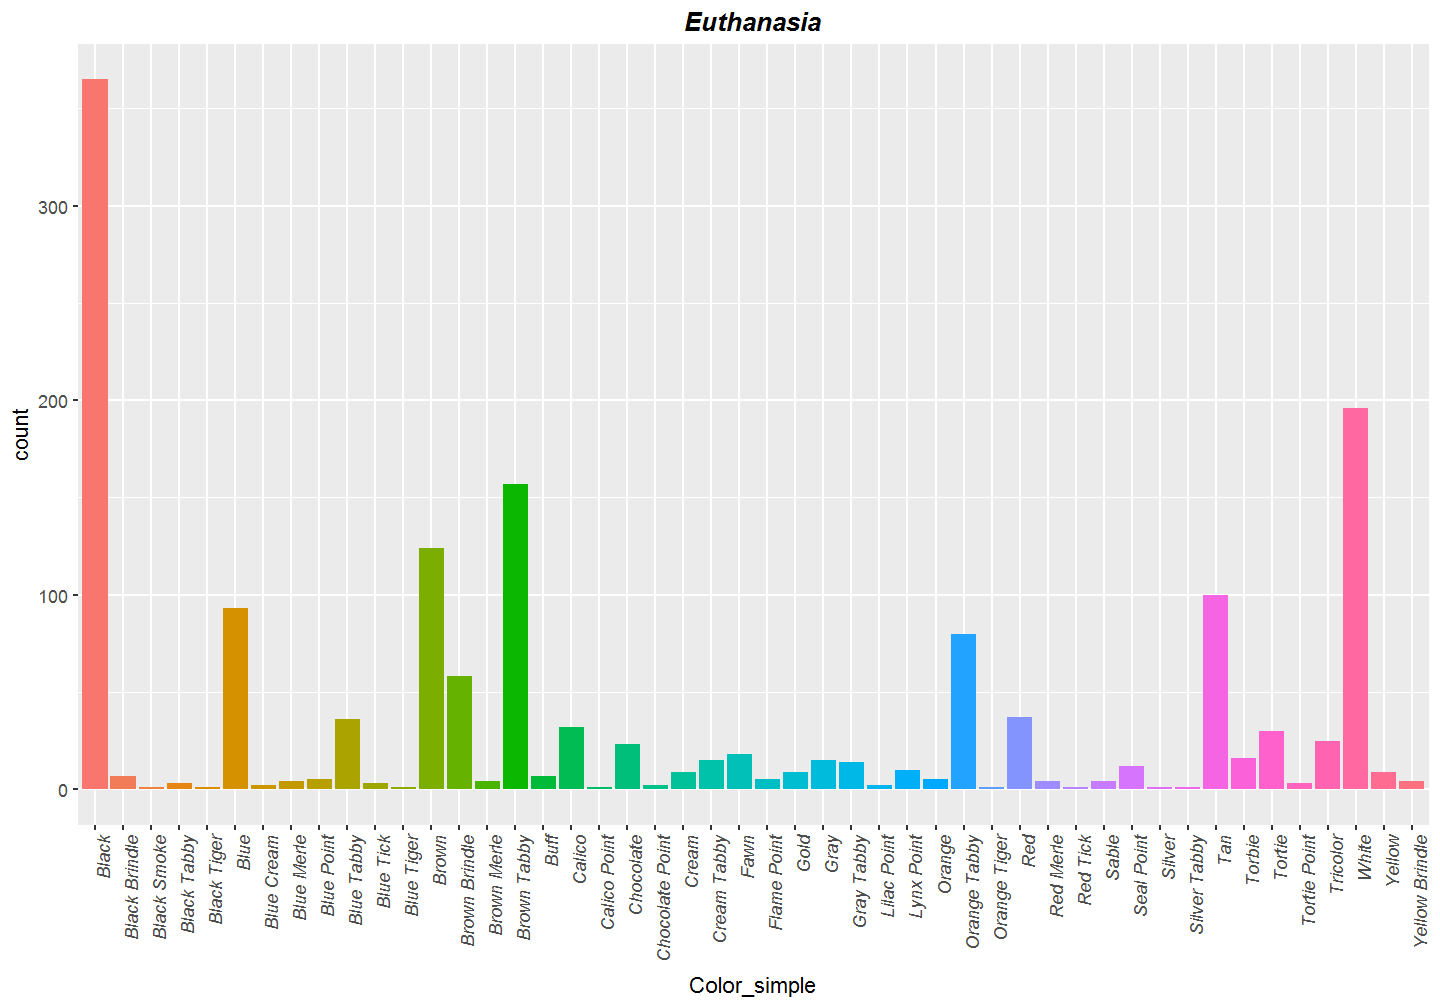 Euthanasia
count
300
200
100
0
Black
Black Brindle
Black Smoke
Black Tabby
Black Tiger
Blue
Blue Cream
Blue Merle
Blue Point
Blue Tabby
Blue Tick
Blue Tiger
Brown
Brown Brindle
Brown Merle
Brown Tabby
Buff
Calico
Calico Point
Chocolate
Chocolate Point
Cream
Cream Tabby
Fawn
Flame Point
Gold
Gray
Gray Tabby
Lilac Point
Lynx Point
Orange
Orange Tabby
Orange Tiger
Red
Red Merle
Red Tick
Sable
Seal Point
Silver
Silver Tabby
Tan
Torbie
Tortie
Tortie Point
Tricolor
White
Yellow
Yellow Brindle
Color_simple